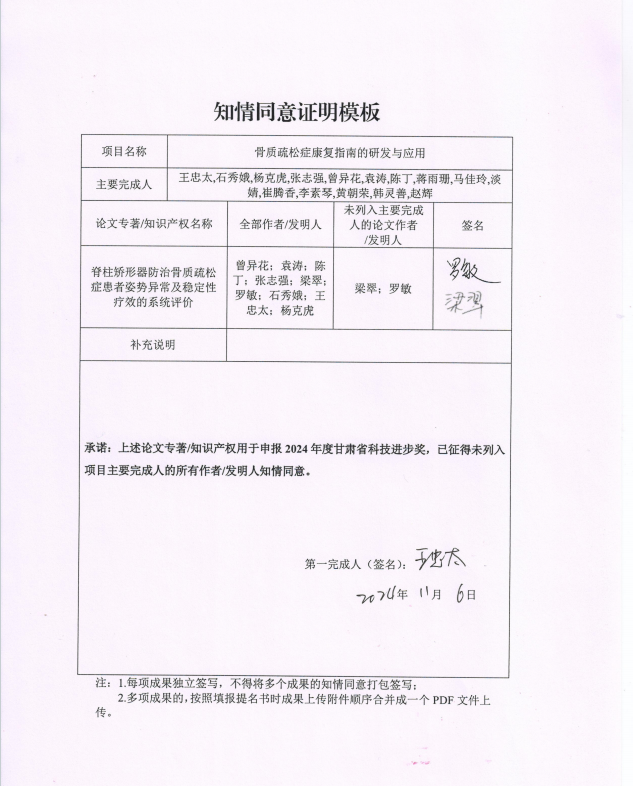 知情同意证明模板
项目名称
骨质疏松症康复指南的研发与应用
主要完成人
王忠太,石秀娥,杨克虎,张志强,曾异花,袁涛,陈丁,蒋雨珊,马佳玲,淡
婧,崔腾香,李素琴,黄朝荣,韩灵善,赵辉
论文专著/知识产权名称
全部作者/发明人
未列入主要完成
人的论文作者
/发明人
签名
脊柱矫形器防治骨质疏松
症患者姿势异常及稳定性
疗效的系统评价
曾异花；袁涛；陈
丁；张志强；梁翠；
罗敏；石秀娥；王
忠太；杨克虎
梁翠；罗敏
罗敏
梁翠
补充说明
承诺：上述论文专著/知识产权用于申报 2024 年度甘肃省科技进步奖，已征得未列入
项目主要完成人的所有作者/发明人知情同意。
第一完成人（签名）：王忠太
2024年 11月 6日
注：1.每项成果独立签写，不得将多个成果的知情同意打包签写；
2.多项成果的,按照填报提名书时成果上传附件顺序合并成一个 PDF 文件上
传。